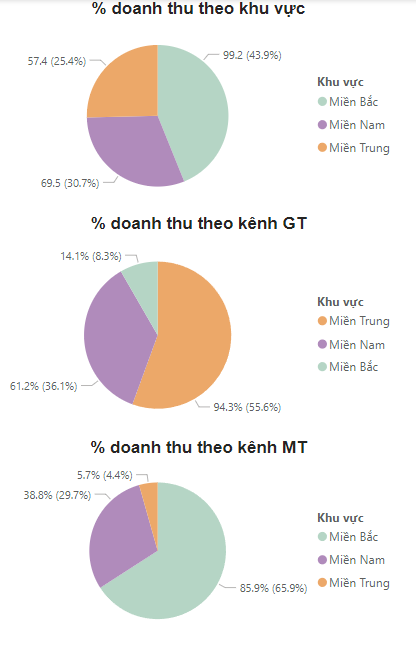 % doanh thu theo khu vực
57.4 (25.4%)
99.2 (43.9%)
69.5 (30.7%)
Khu vực
Miền Bắc
Miền Nam
Miền Trung
% doanh thu theo kênh GT
14.1% (8.3%)
61.2% (36.1%)
94.3% (55.6%)
Khu vực
Miền Trung
Miền Nam
Miền Bắc
% doanh thu theo kênh MT
5.7% (4.4%)
38.8% (29.7%)
85.9% (65.9%)
Khu vực
Miền Bắc
Miền Nam
Miền Trung